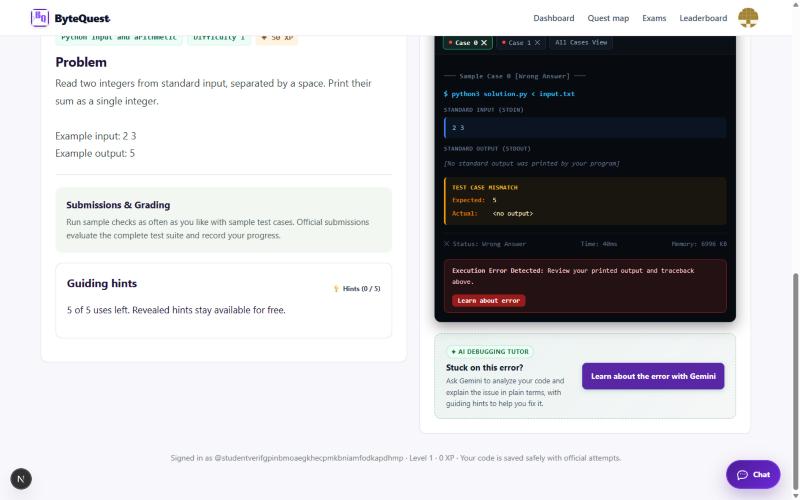 ByteQuest
Dashboard
Quest map
Exams
Leaderboard
Python input and arithmetic
Difficulty 1
50 XP
Problem
Read two integers from standard input, separated by a space. Print their
sum as a single integer.
Example input: 2 3
Example output: 5
Submissions & Grading
Run sample checks as often as you like with sample test cases. Official submissions
evaluate the complete test suite and record your progress.
Guiding hints
Hints (0 / 5)
5 of 5 uses left. Revealed hints stay available for free.
Case 0 ✕
Case 1 ✕
All Cases View
—— Sample Case 0 [Wrong Answer] ——
$ python3 solution.py < input.txt
STANDARD INPUT (STDIN)
2 3
STANDARD OUTPUT (STDOUT)
[No standard output was printed by your program]
TEST CASE MISMATCH
Expected: 5
Actual: <no output>
✕ Status: Wrong Answer
Time: 40ms
Memory: 6996 KB
Execution Error Detected: Review your printed output and traceback
above.
Learn about error
✦ AI DEBUGGING TUTOR
Stuck on this error?
Ask Gemini to analyze your code and
explain the issue in plain terms, with
guiding hints to help you fix it.
Learn about the error with Gemini
Signed in as @studentverifgpinbmoaegkhecpmkbniamfodkapdhmp · Level 1 · 0 XP · Your code is saved safely with official attempts.
N
Chat